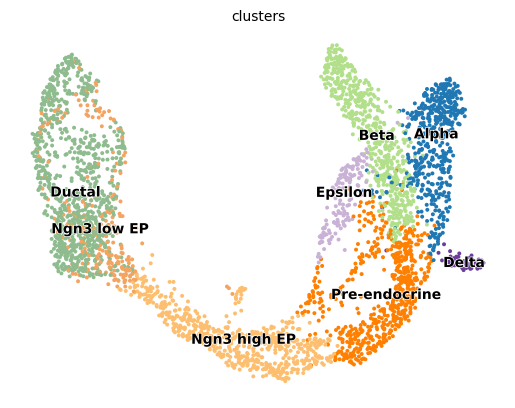 clusters
Beta
Alpha
Ductal
Epsilon
Ngn3 low EP
Delta
Pre-endocrine
Ngn3 high EP